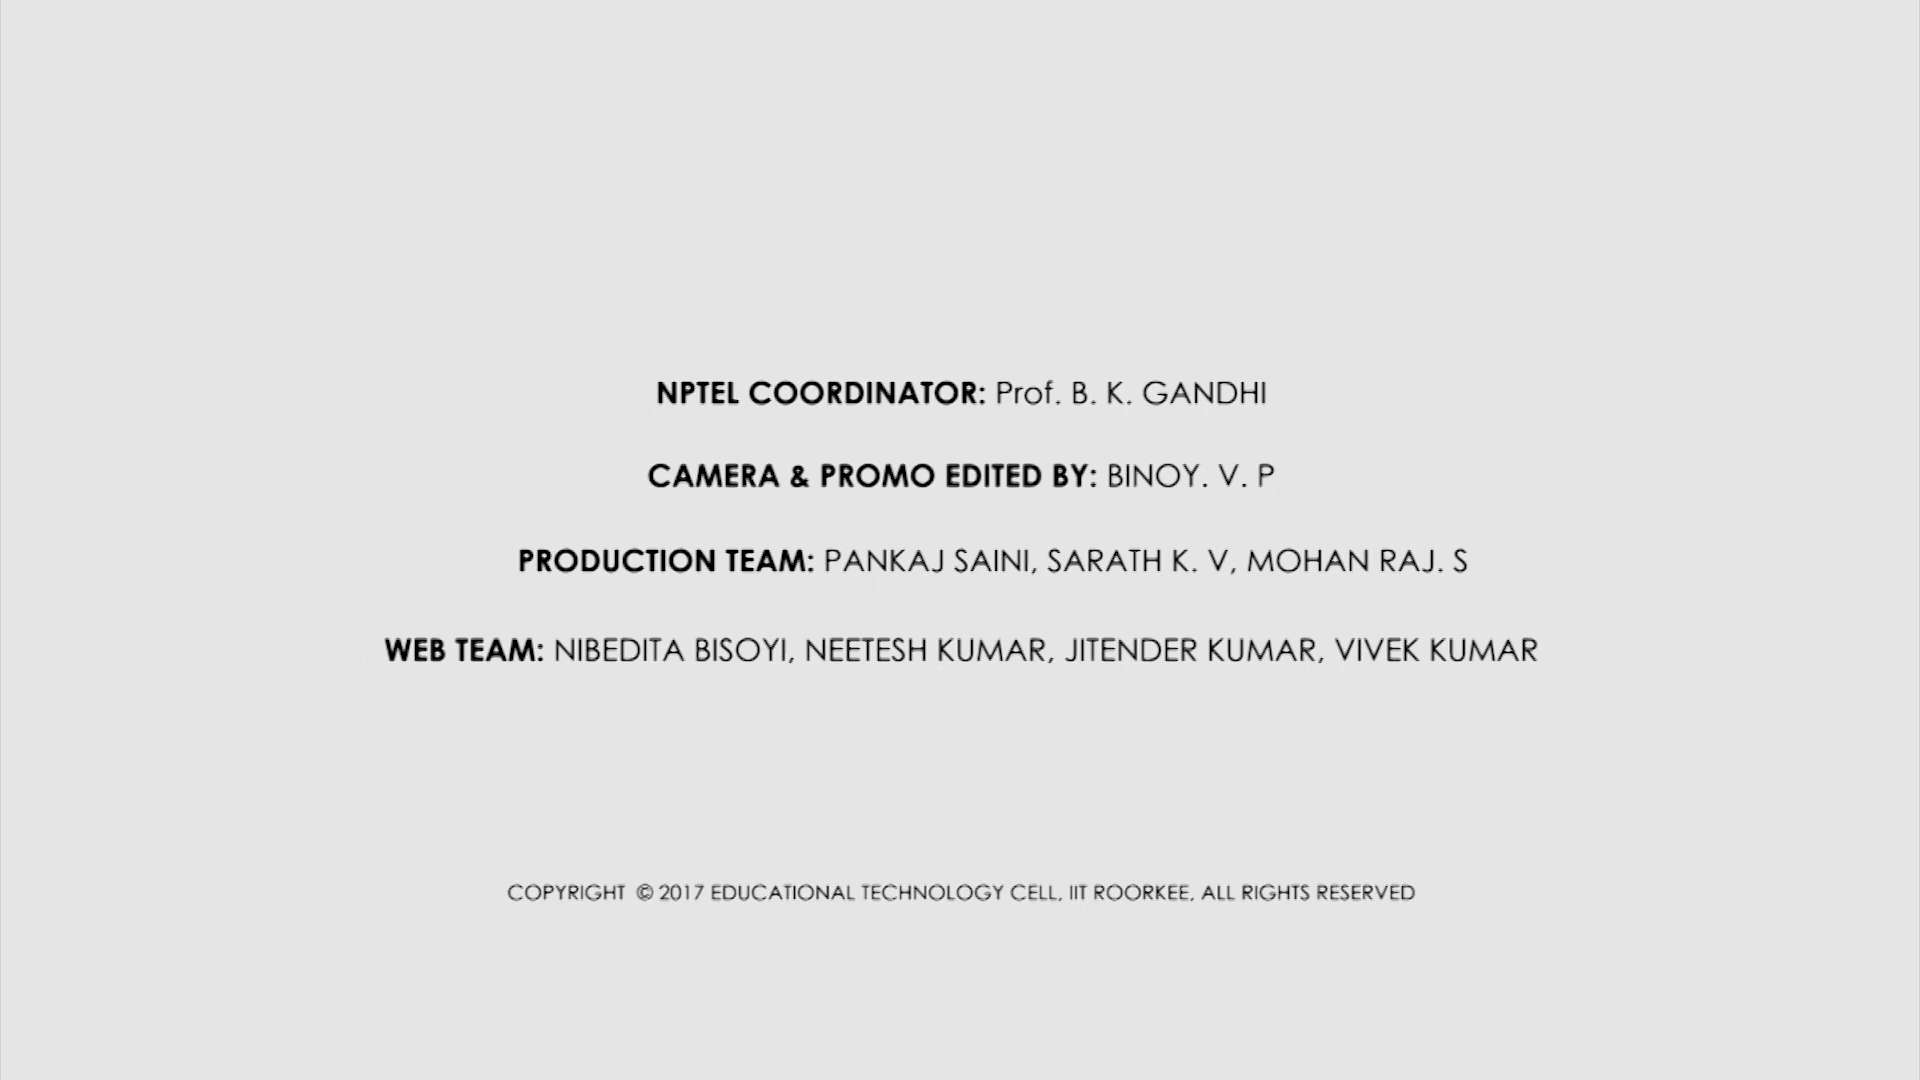 NPTEL COORDINATOR: Prof. B. K. GANDHI
CAMERA & PROMO EDITED BY: BINOY. V. P
PRODUCTION TEAM: PANKAJ SAINI, SARATH K. V, MOHAN RAJ. S
WEB TEAM: NIBEDITA BISOYI, NEETESH KUMAR, JITENDER KUMAR, VIVEK KUMAR
COPYRIGHT © 2017 EDUCATIONAL TECHNOLOGY CELL, IIT ROORKEE. ALL RIGHTS RESERVED